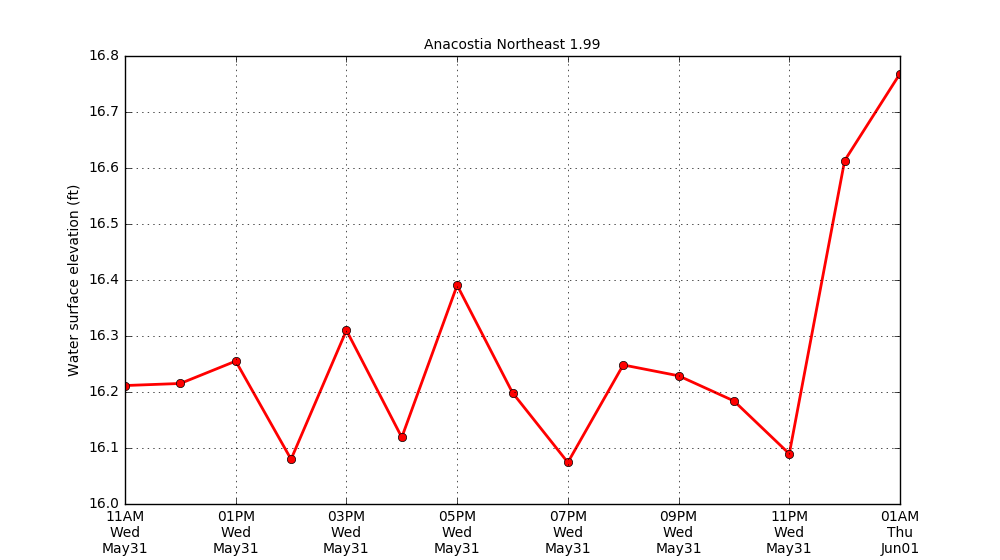 Anacostia Northeast 1.99
Water surface elevation (ft)
16.8
16.7
16.6
16.5
16.4
16.3
16.2
16.1
16.0
11AM 01PM 03PM 05PM 07PM 09PM 11PM 01AM
Wed Wed Wed Wed Wed Wed Wed Thu
May31 May31 May31 May31 May31 May31 May31 Jun01